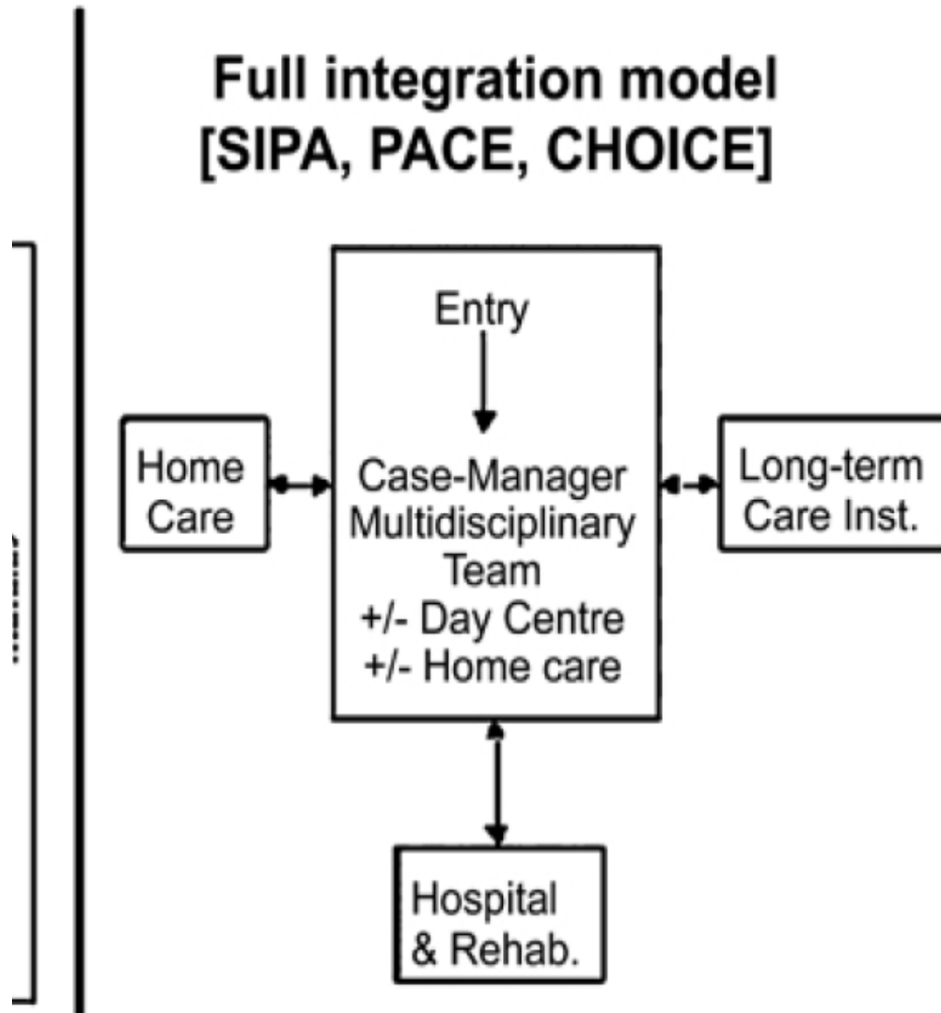 Full integration model
[SIPA, PACE, CHOICE]
Entry
Home
Care
Case-Manager
Multidisciplinary
Team
+/- Day Centre
+/- Home care
Long-term
Care Inst.
Hospital
& Rehab.